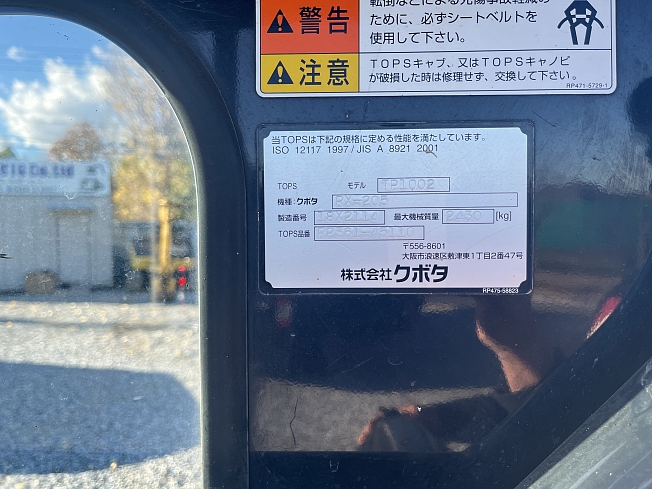 転倒などによる死傷事故軽減の
警告
ために、必ずシートベルトを
使用して下さい。
注意
TOPSキャブ、又はTOPSキャノピ
が破損した時は修理せず、交換して下さい。
RP471-5729-1
当TOPSは下記の規格に定める性能を満たしています。
ISO 12117 1997/JIS A 8921 2001
TOPS モデル TP1002
機種:クボタ RX-205
製造番号 最大機械質量 2430 [kg]
TOPS品番
〒556-8601
大阪市浪速区敷津東1丁目2番47号
株式会社クボタ
RP475-58823